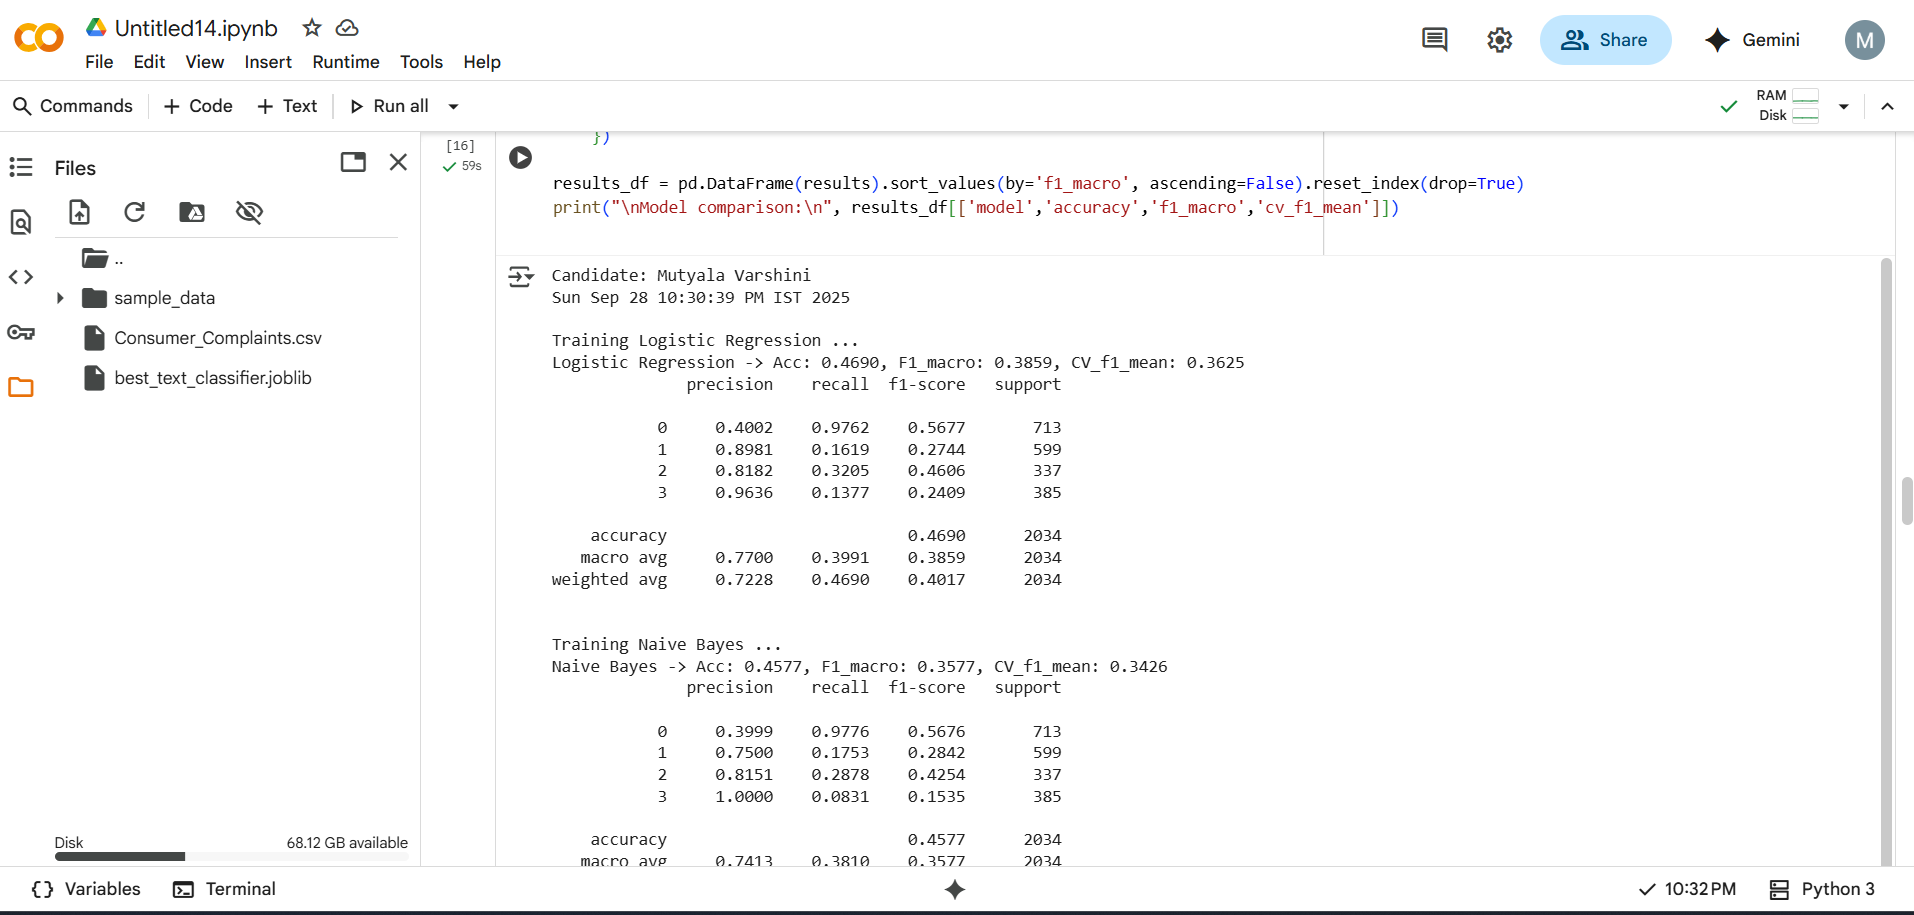 Untitled14.ipynb
File Edit View Insert Runtime Tools Help
Share
Gemini
M
Commands + Code + Text Run all
RAM
Disk
Files
..
sample_data
Consumer_Complaints.csv
best_text_classifier.joblib
Disk 68.12 GB available
[16]
59s
})
results_df = pd.DataFrame(results).sort_values(by='f1_macro', ascending=False).reset_index(drop=True)
print("\nModel comparison:\n", results_df[['model','accuracy','f1_macro','cv_f1_mean']])
Candidate: Mutyala Varshini
Sun Sep 28 10:30:39 PM IST 2025
Training Logistic Regression ...
Logistic Regression -> Acc: 0.4690, F1_macro: 0.3859, CV_f1_mean: 0.3625
precision recall f1-score support
0 0.4002 0.9762 0.5677 713
1 0.8981 0.1619 0.2744 599
2 0.8182 0.3205 0.4606 337
3 0.9636 0.1377 0.2409 385
accuracy 0.4690 2034
macro avg 0.7700 0.3991 0.3859 2034
weighted avg 0.7228 0.4690 0.4017 2034
Training Naive Bayes ...
Naive Bayes -> Acc: 0.4577, F1_macro: 0.3577, CV_f1_mean: 0.3426
precision recall f1-score support
0 0.3999 0.9776 0.5676 713
1 0.7500 0.1753 0.2842 599
2 0.8151 0.2878 0.4254 337
3 1.0000 0.0831 0.1535 385
accuracy 0.4577 2034
macro avg 0.7413 0.3810 0.3577 2034
Variables Terminal
10:32 PM Python 3